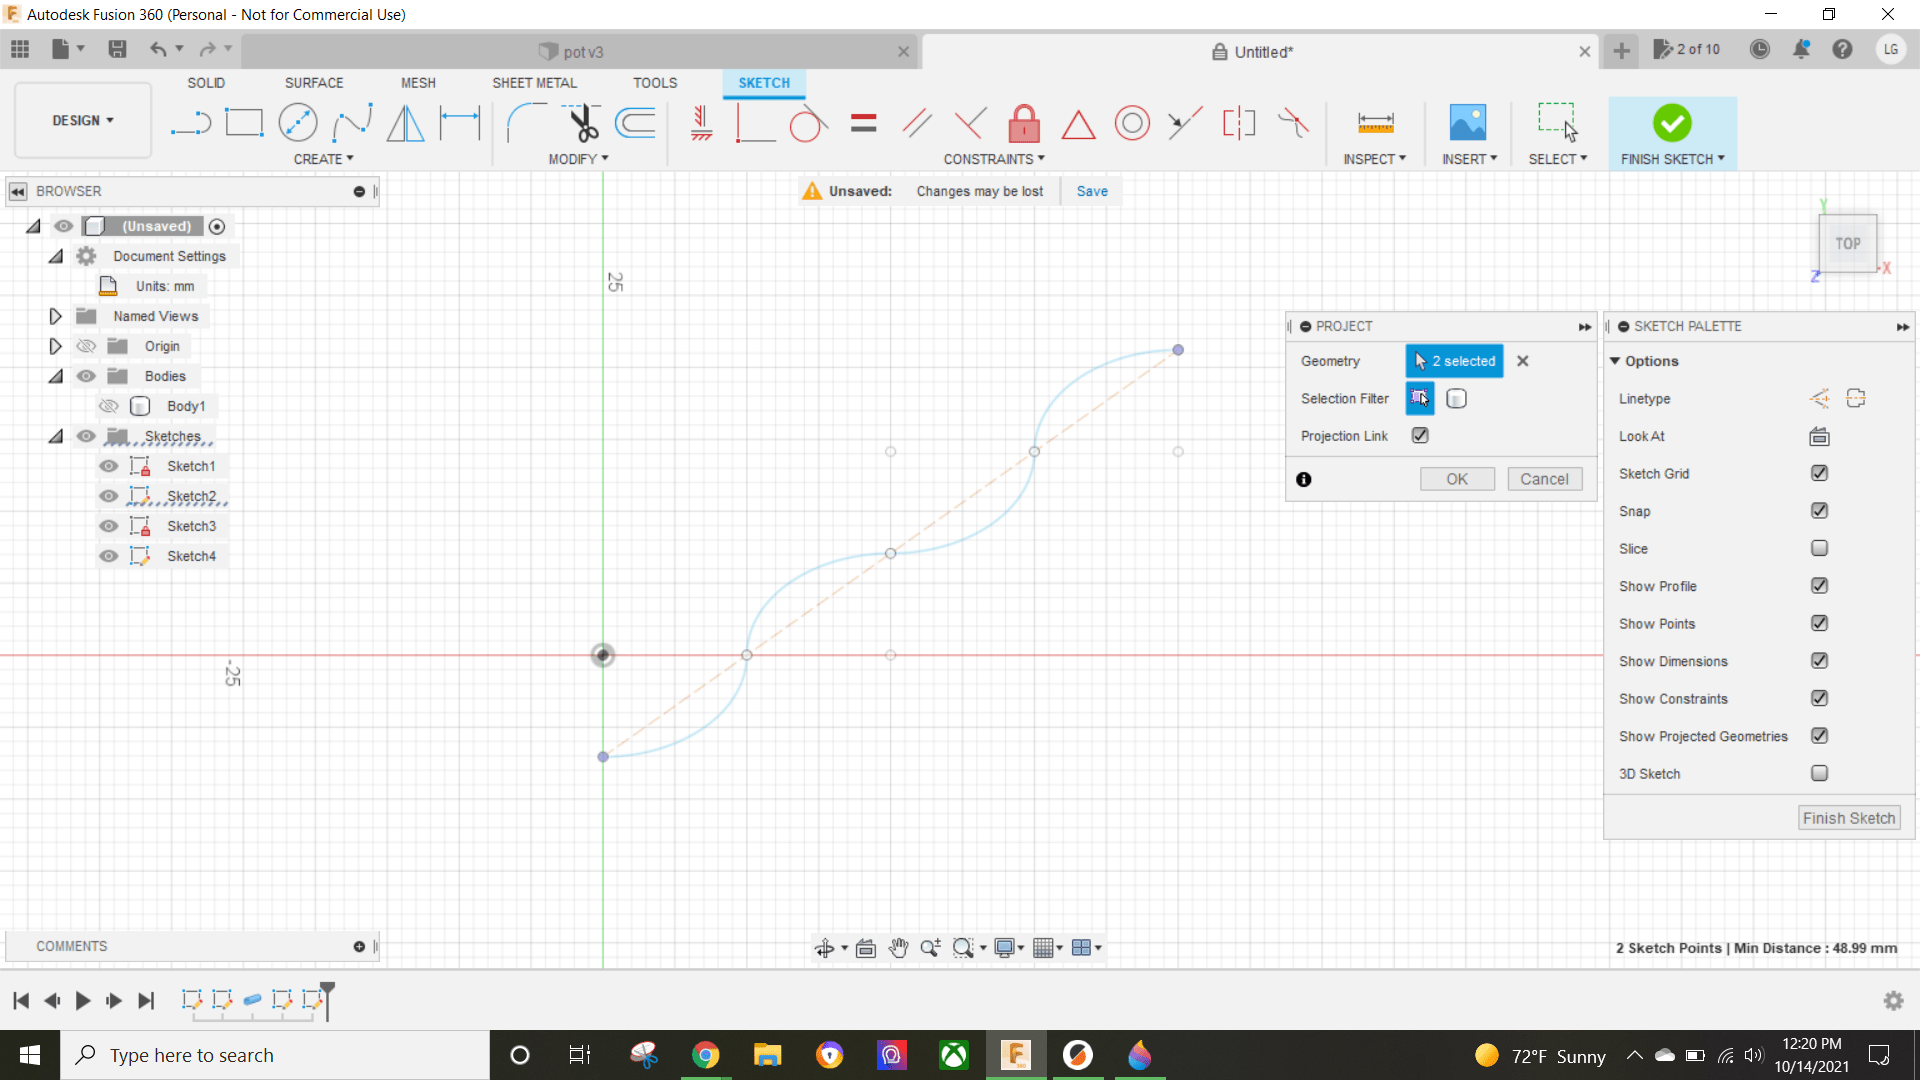 Autodesk Fusion 360 (Personal - Not for Commercial Use)
pot v3
Untitled*
2 of 10
LG
SOLID SURFACE MESH SHEET METAL TOOLS SKETCH
DESIGN
CREATE MODIFY CONSTRAINTS INSPECT INSERT SELECT FINISH SKETCH
BROWSER
Unsaved: Changes may be lost Save
(Unsaved)
Document Settings
Units: mm
Named Views
Origin
Bodies
Body1
Sketches
Sketch1
Sketch2
Sketch3
Sketch4
25
-25
Y
TOP
Z
X
PROJECT
Geometry 2 selected
Selection Filter
Projection Link
OK Cancel
SKETCH PALETTE
Options
Linetype
Look At
Sketch Grid
Snap
Slice
Show Profile
Show Points
Show Dimensions
Show Constraints
Show Projected Geometries
3D Sketch
Finish Sketch
COMMENTS
2 Sketch Points | Min Distance : 48.99 mm
Type here to search
72°F Sunny
12:20 PM
10/14/2021